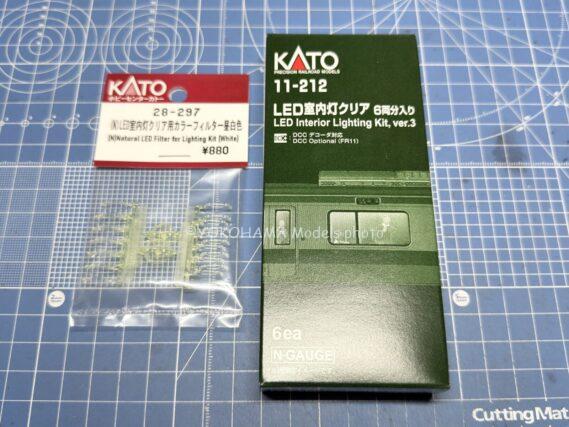 KATO
ホビーセンターカトー
28-297
(N)LED室内灯クリア用カラーフィルター昼白色
(N)Natural LED Filter for Lighting Kit (White)
¥880
KATO
PRECISION RAILROAD MODELS
11-212
LED室内灯クリア 6両分入り
LED Interior Lighting Kit, ver.3
DCC デコーダ対応
DCC Optional (FR11)
©YOKOHAMA Models photo
6ea
N-GAUGE
Cutting Mat